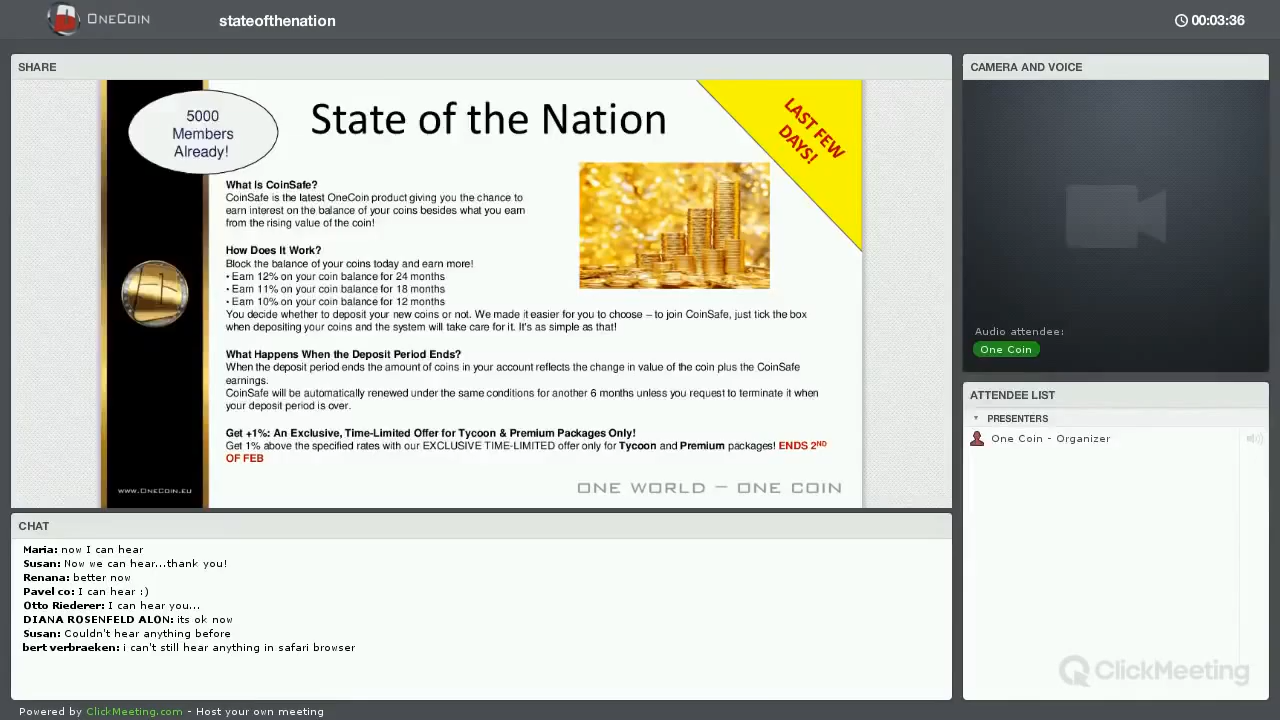 ONECOIN
stateofthenation
00:03:36
SHARE
5000
Members
Already!
State of the Nation
LAST FEW
DAYS!
What Is CoinSafe?
CoinSafe is the latest OneCoin product giving you the chance to
earn interest on the balance of your coins besides what you earn
from the rising value of the coin!
How Does It Work?
Block the balance of your coins today and earn more!
• Earn 12% on your coin balance for 24 months
• Earn 11% on your coin balance for 18 months
• Earn 10% on your coin balance for 12 months
You decide whether to deposit your new coins or not. We made it easier for you to choose – to join CoinSafe, just tick the box
when depositing your coins and the system will take care for it. It's as simple as that!
What Happens When the Deposit Period Ends?
When the deposit period ends the amount of coins in your account reflects the change in value of the coin plus the CoinSafe
earnings.
CoinSafe will be automatically renewed under the same conditions for another 6 months unless you request to terminate it when
your deposit period is over.
Get +1%: An Exclusive, Time-Limited Offer for Tycoon & Premium Packages Only!
Get 1% above the specified rates with our EXCLUSIVE TIME-LIMITED offer only for Tycoon and Premium packages! ENDS 2ND
OF FEB
www.OneCoin.eu
ONE WORLD – ONE COIN
CAMERA AND VOICE
Audio attendee:
One Coin
ATTENDEE LIST
PRESENTERS
One Coin - Organizer
CHAT
Maria: now I can hear
Susan: Now we can hear...thank you!
Renana: better now
Pavel co: I can hear :)
Otto Riederer: I can hear you...
DIANA ROSENFELD ALON: its ok now
Susan: Couldn't hear anything before
bert verbraeken: i can't still hear anything in safari browser
ClickMeeting
Powered by ClickMeeting.com - Host your own meeting